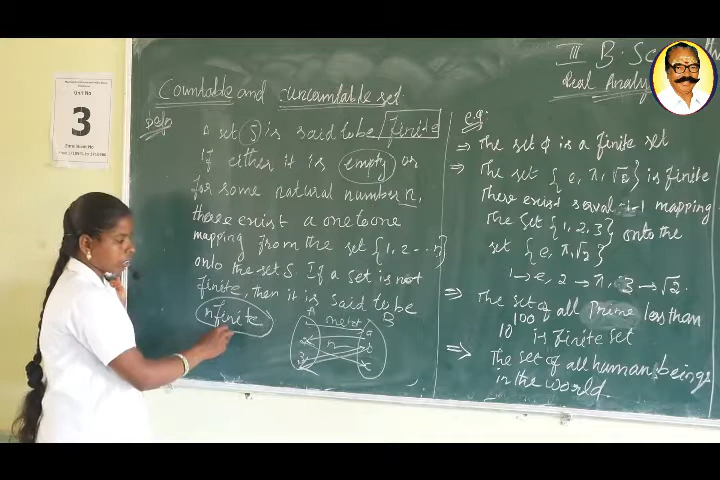 III B.Sc
Real Analy
Unit No
3
Countable and uncountable set
Defn
A set S is said to be finite
If either it is empty or
for some natural number n,
there exist a one to one
mapping from the set {1, 2 ... n}
onto the set S. If a set is not
finite, then it is said to be
nfinite
A
B
n
e.g:
⇒ The set ϕ is a finite set
⇒ The set {e, π, √2} is finite
There exist serval 1-1 mapping
The set {1, 2, 3} onto the
set {e, π, √2}
1→e, 2→π, 3→√2.
⇒ The set of all Prime less than
10^100 is finite set
⇒ The set of all human beings
in the world.